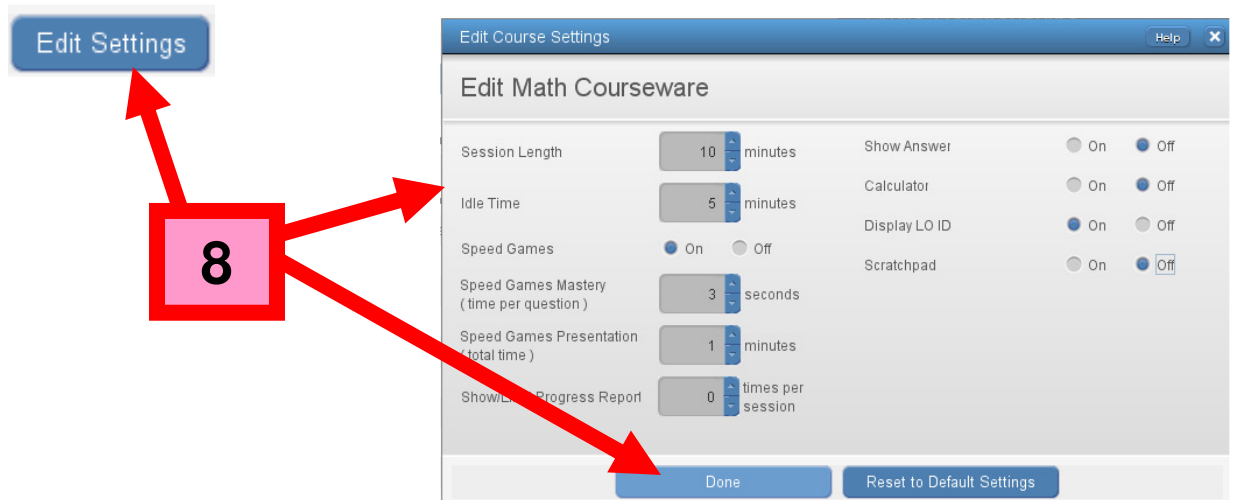 Edit Settings
Edit Course Settings
Help
Edit Math Courseware
Session Length 10 minutes
Idle Time 5 minutes
Speed Games On Off
Speed Games Mastery
( time per question ) 3 seconds
Speed Games Presentation
( total time ) 1 minutes
Progress Report 0 times per
session
Show Answer On Off
Calculator On Off
Display LO ID On Off
Scratchpad On Off
8
Done
Reset to Default Settings